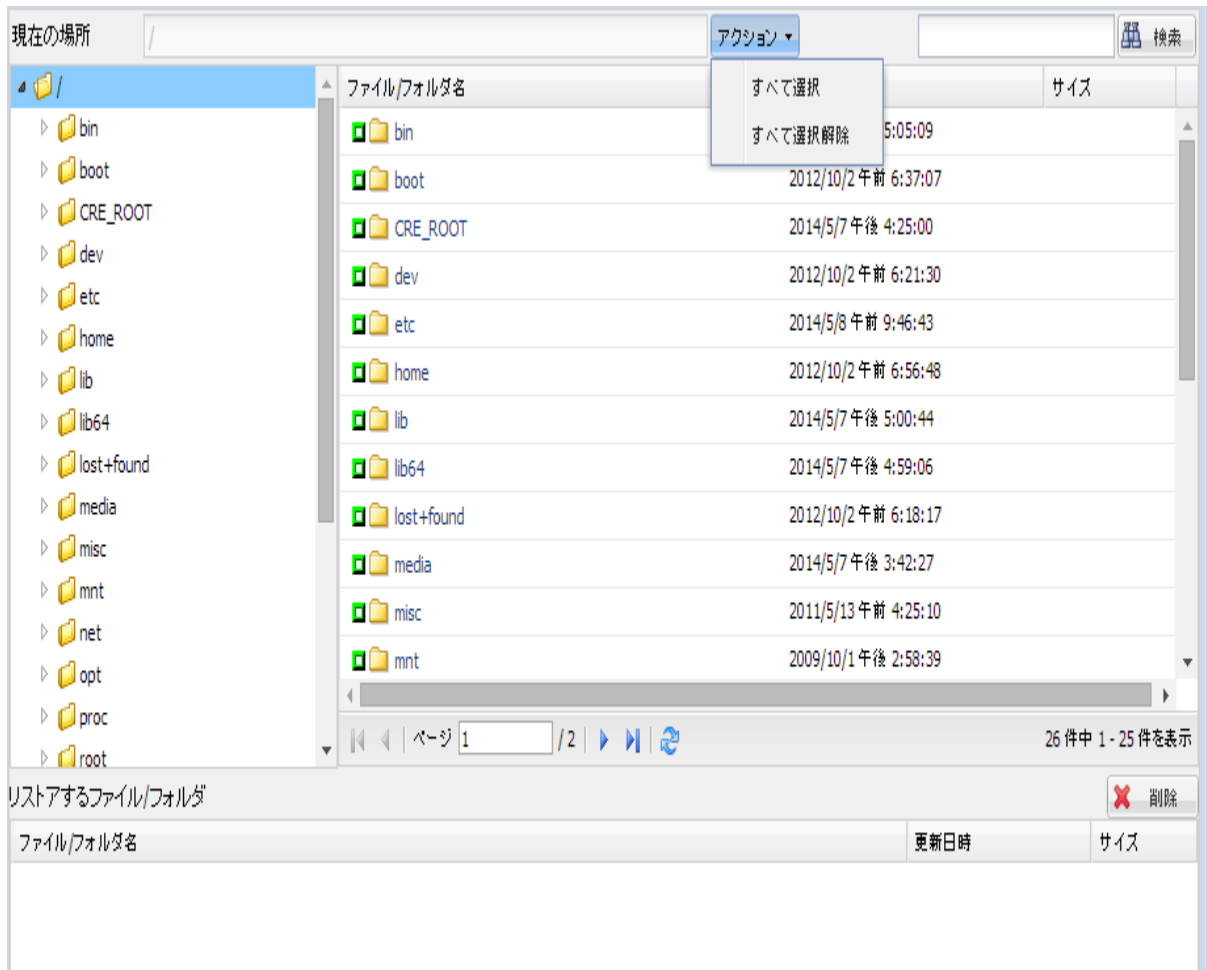 現在の場所 / アクション 検索
すべて選択
すべて選択解除
/
bin
boot
CRE_ROOT
dev
etc
home
lib
lib64
lost+found
media
misc
mnt
net
opt
proc
root
ファイル/フォルダ名 サイズ
bin 5:05:09
boot 2012/10/2 午前 6:37:07
CRE_ROOT 2014/5/7 午後 4:25:00
dev 2012/10/2 午前 6:21:30
etc 2014/5/8 午前 9:46:43
home 2012/10/2 午前 6:56:48
lib 2014/5/7 午後 5:00:44
lib64 2014/5/7 午後 4:59:06
lost+found 2012/10/2 午前 6:18:17
media 2014/5/7 午後 3:42:27
misc 2011/5/13 午前 4:25:10
mnt 2009/10/1 午後 2:58:39
ページ 1 / 2 26 件中 1 - 25 件を表示
リストアするファイル/フォルダ 削除
ファイル/フォルダ名 更新日時 サイズ